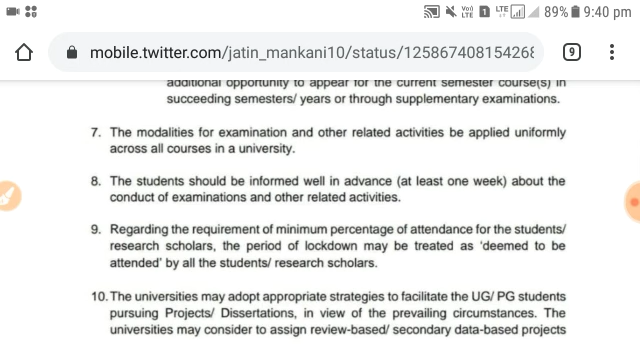 Vo)) LTE 1 LTE 89% 9:40 pm
mobile.twitter.com/jatin_mankani10/status/125867408154268 9
additional opportunity to appear for the current semester course(s) in
succeeding semesters/ years or through supplementary examinations.
7. The modalities for examination and other related activities be applied uniformly
across all courses in a university.
8. The students should be informed well in advance (at least one week) about the
conduct of examinations and other related activities.
9. Regarding the requirement of minimum percentage of attendance for the students/
research scholars, the period of lockdown may be treated as 'deemed to be
attended' by all the students/ research scholars.
10. The universities may adopt appropriate strategies to facilitate the UG/ PG students
pursuing Projects/ Dissertations, in view of the prevailing circumstances. The
universities may consider to assign review-based/ secondary data-based projects